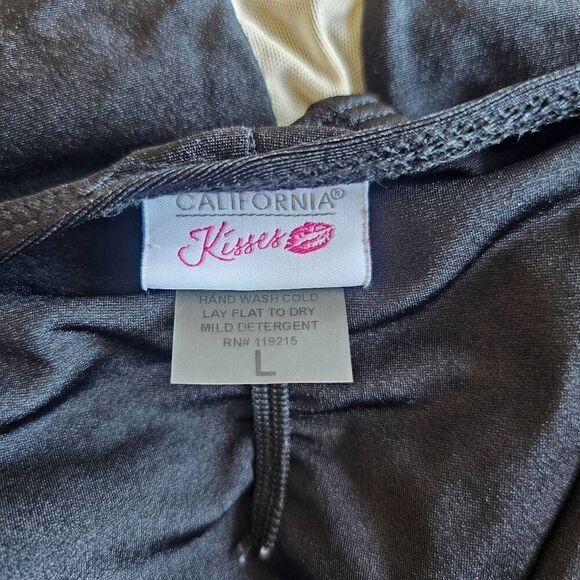 CALIFORNIA®
Kisses
HAND WASH COLD
LAY FLAT TO DRY
MILD DETERGENT
RN# 119215
L